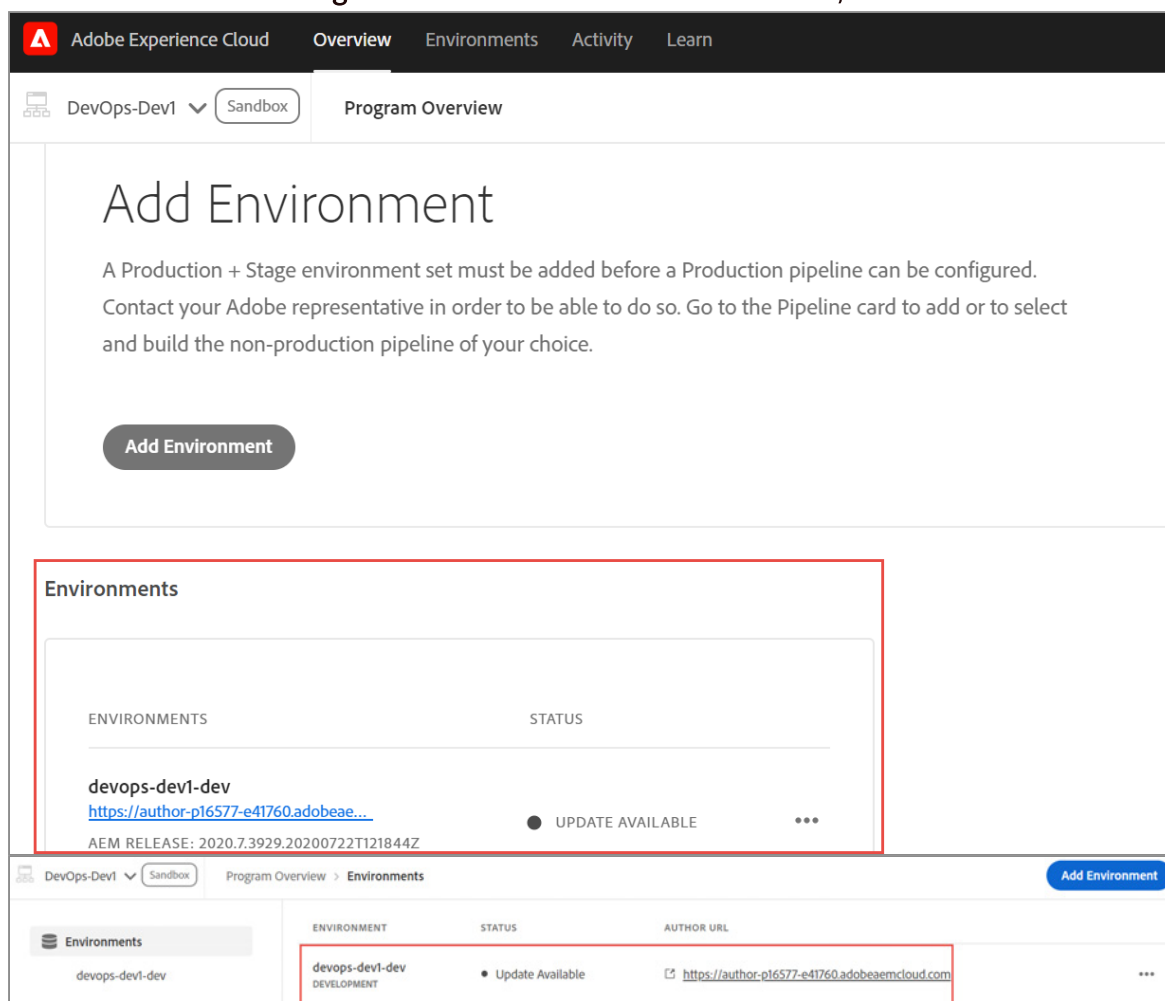 Adobe Experience Cloud Overview Environments Activity Learn
DevOps-Dev1 Sandbox Program Overview
Add Environment
A Production + Stage environment set must be added before a Production pipeline can be configured.
Contact your Adobe representative in order to be able to do so. Go to the Pipeline card to add or to select
and build the non-production pipeline of your choice.
Add Environment
Environments
ENVIRONMENTS STATUS
devops-dev1-dev
https://author-p16577-e41760.adobeae...
UPDATE AVAILABLE
AEM RELEASE: 2020.7.3929.20200722T121844Z
DevOps-Dev1 Sandbox Program Overview > Environments Add Environment
Environments
devops-dev1-dev
ENVIRONMENT STATUS AUTHOR URL
devops-dev1-dev Update Available https://author-p16577-e41760.adobeaemcloud.com
DEVELOPMENT